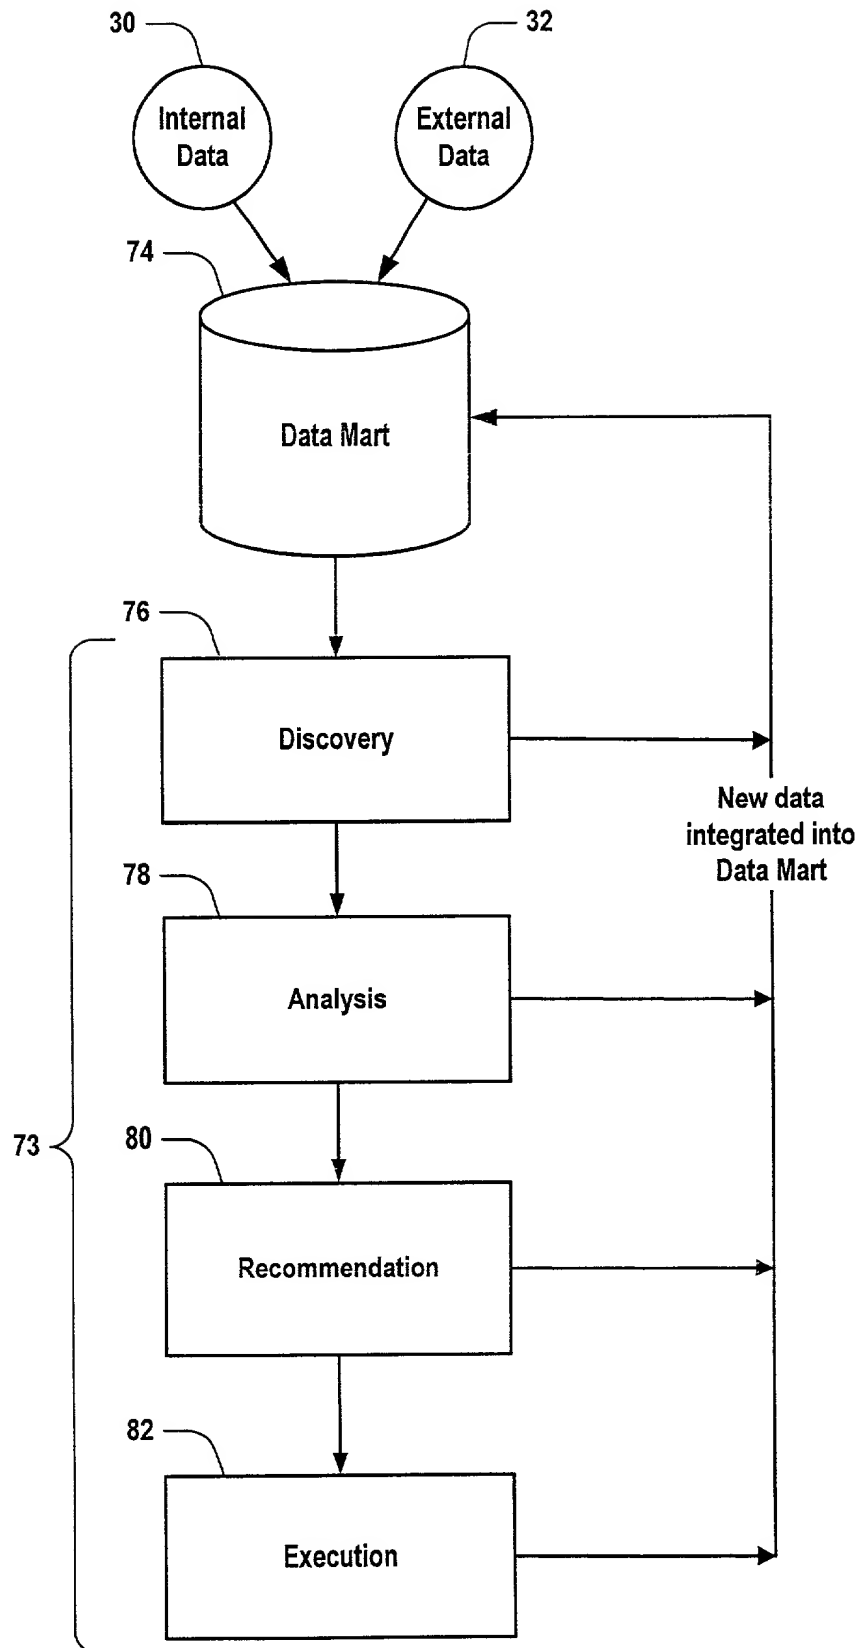 30
32
Internal
Data
External
Data
74
Data Mart
76
Discovery
New data
integrated into
Data Mart
78
Analysis
73
80
Recommendation
82
Execution